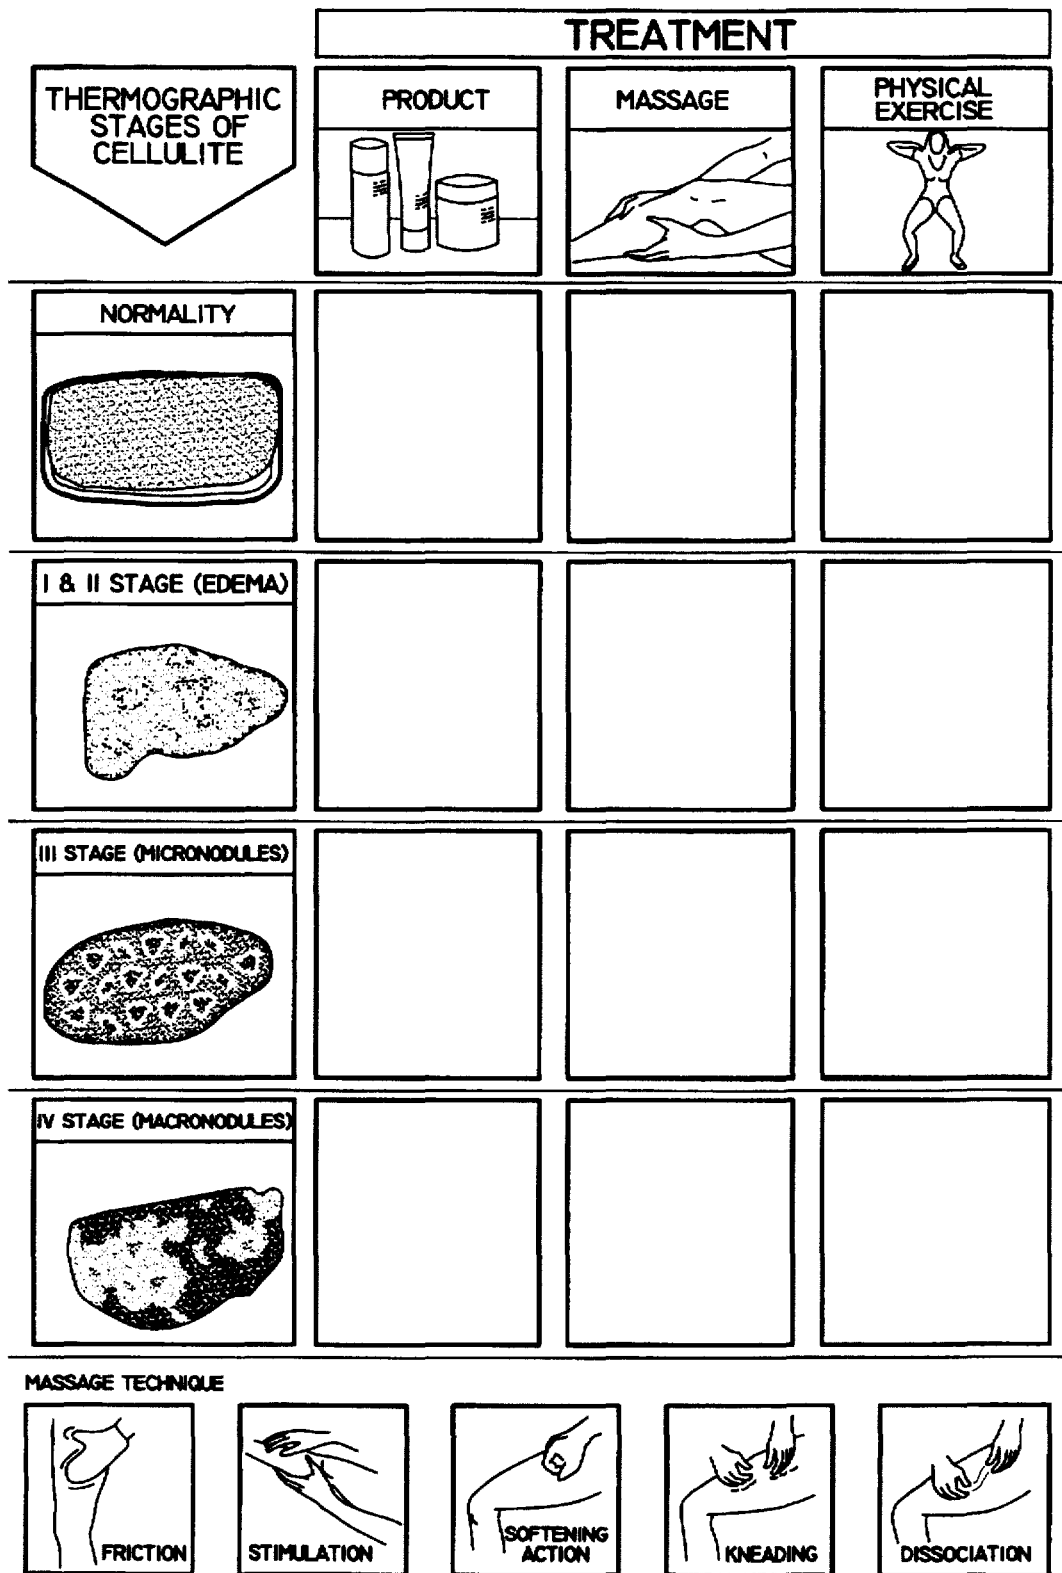 TREATMENT
THERMOGRAPHIC
STAGES OF
CELLULITE
PRODUCT
MASSAGE
PHYSICAL
EXERCISE
NORMALITY
I & II STAGE (EDEMA)
III STAGE (MICRONODULES)
IV STAGE (MACRONODULES)
MASSAGE TECHNIQUE
FRICTION
STIMULATION
SOFTENING
ACTION
KNEADING
DISSOCIATION